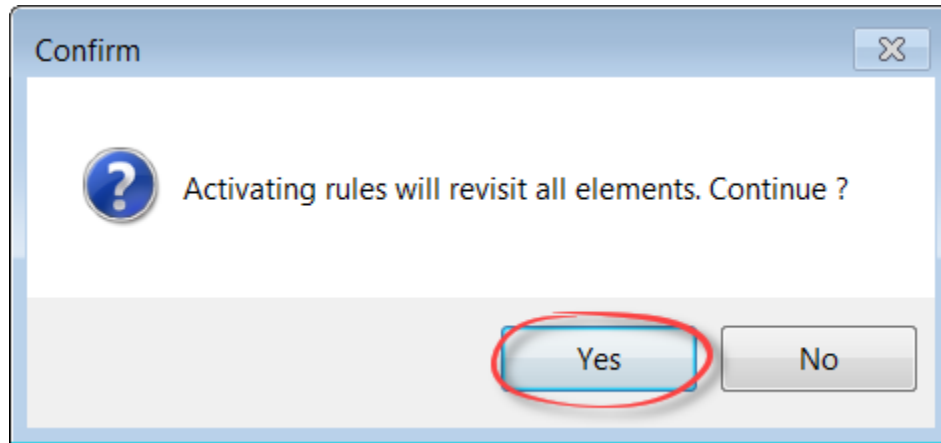 Confirm
Activating rules will revisit all elements. Continue ?
Yes
No